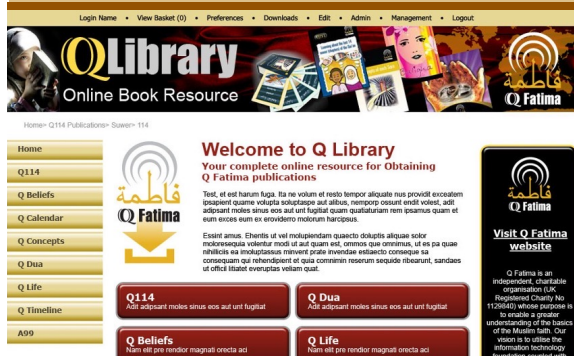 Login Name • View Basket (0) • Preferences • Downloads • Edit • Admin • Management • Logout
QLibrary
Online Book Resource
فاطمة
Q Fatima
Home> Q114 Publications> Suwer> 114
Home
Q114
Q Beliefs
Q Calendar
Q Concepts
Q Dua
Q Life
Q Timeline
A99
فاطمة
Q Fatima
Welcome to Q Library
Your complete online resource for Obtaining
Q Fatima publications
Test, et est harum fuga. Ita ne volum et resto tempor aliquate nus providit exceatem
ipsapient quame volupta soluptaspe aut alibus, nemporp ossunt endit volest, adit
adipsant moles sinus eos aut unt fugitiat quam quatiaturiam rem ipsamus quam et
eum exces eum ex eroviderro molorum harcipsus.
Essint amus. Ehentis ut vel molupiendam quaecto doluptis aliquae solor
moloresequia volentur modi ut aut quam est, ommos que omnimus, ut es pa quae
nihillicis ea imoluptassus minvent prate invendae estiaecto conseque sa
consequam qui rehendipient et quia comnimin reserum sequide nbearunt, sandaes
ut officil litiatet everuptas veliam quat.
Q114
Adit adipsant moles sinus eos aut unt fugitiat
Q Dua
Adit adipsant moles sinus eos aut unt fugitiat
Q Beliefs
Nam elit pre rendior magnati orecta aci
Q Life
Nam elit pre rendior magnati orecta aci
فاطمة
Q Fatima
Visit Q Fatima
website
Q Fatima is an
independent, charitable
organisation (UK
Registered Charity No
1129840) whose purpose is
to enable a greater
understanding of the basics
of the Muslim faith. Our
vision is to utilise the
information technology
foundation coupled with